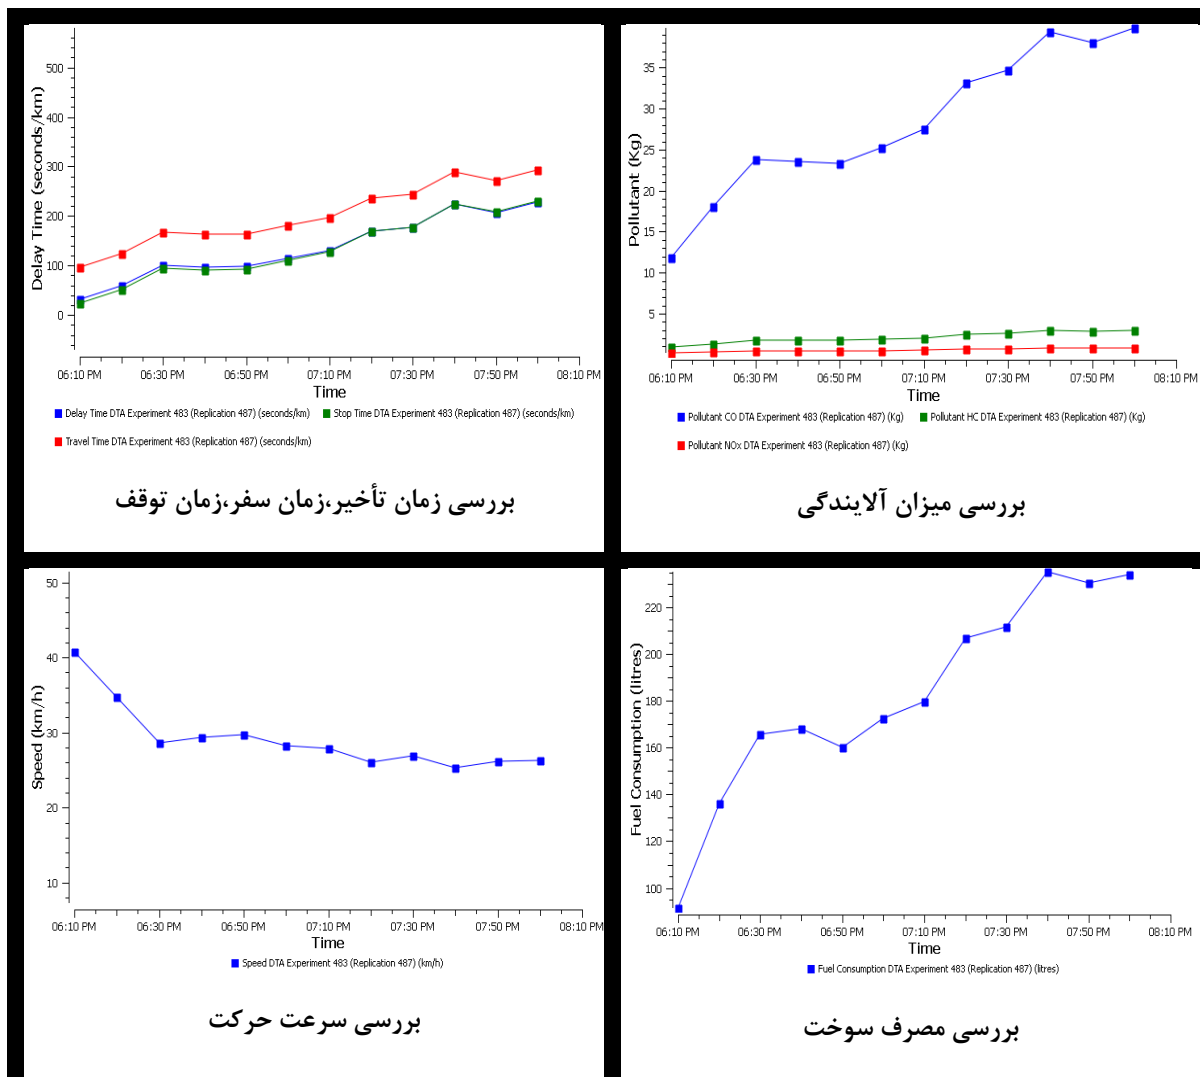 500
400
300
200
100
0
Delay Time (seconds/km)
06:10 PM 06:30 PM 06:50 PM 07:10 PM 07:30 PM 07:50 PM 08:10 PM
Time
Delay Time DTA Experiment 483 (Replication 487) (seconds/km) Stop Time DTA Experiment 483 (Replication 487) (seconds/km)
Travel Time DTA Experiment 483 (Replication 487) (seconds/km)
بررسی زمان تأخیر،زمان سفر،زمان توقف
35
30
25
20
15
10
5
Pollutant (Kg)
06:10 PM 06:30 PM 06:50 PM 07:10 PM 07:30 PM 07:50 PM 08:10 PM
Time
Pollutant CO DTA Experiment 483 (Replication 487) (Kg) Pollutant HC DTA Experiment 483 (Replication 487) (Kg)
Pollutant NOx DTA Experiment 483 (Replication 487) (Kg)
بررسی میزان آلایندگی
50
40
30
20
10
Speed (km/h)
06:10 PM 06:30 PM 06:50 PM 07:10 PM 07:30 PM 07:50 PM 08:10 PM
Time
Speed DTA Experiment 483 (Replication 487) (km/h)
بررسی سرعت حرکت
220
200
180
160
140
120
100
Fuel Consumption (litres)
06:10 PM 06:30 PM 06:50 PM 07:10 PM 07:30 PM 07:50 PM 08:10 PM
Time
Fuel Consumption DTA Experiment 483 (Replication 487) (litres)
بررسی مصرف سوخت